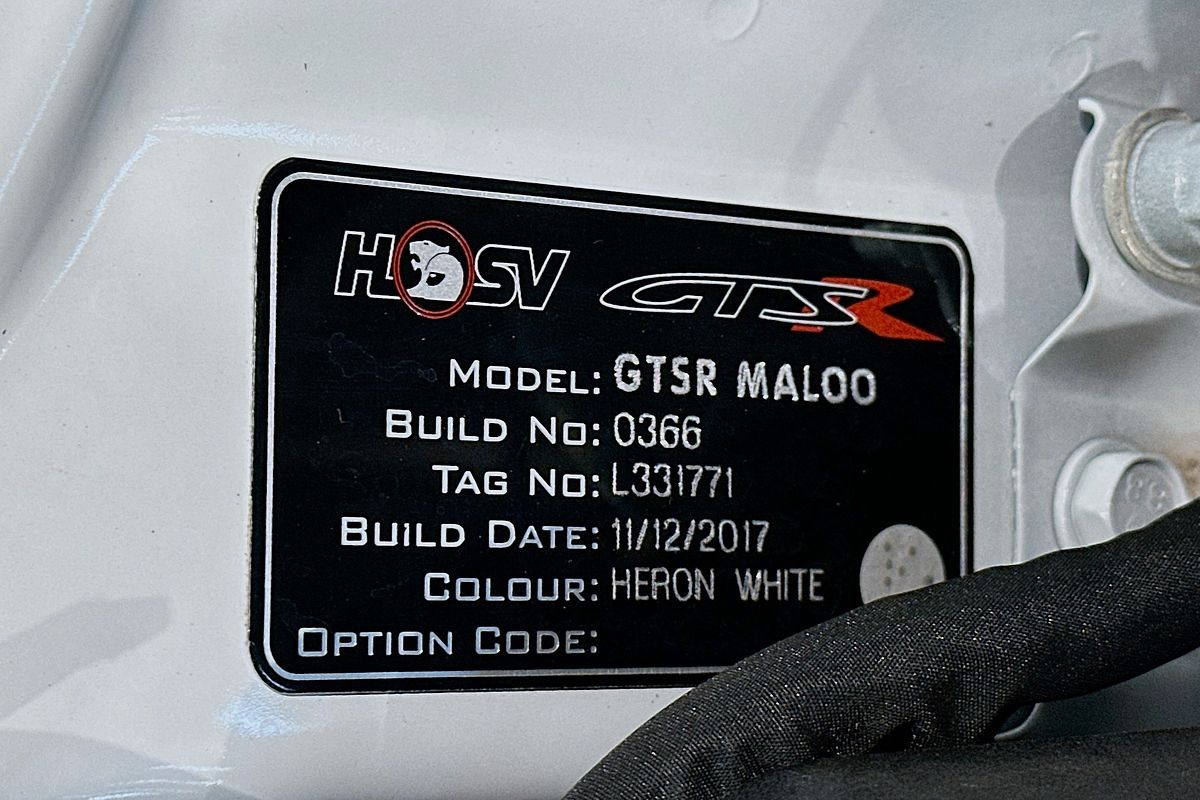 HSV GTSR
MODEL: GTSR MALOO
BUILD NO: 0366
TAG NO: L331771
BUILD DATE: 11/12/2017
COLOUR: HERON WHITE
OPTION CODE: